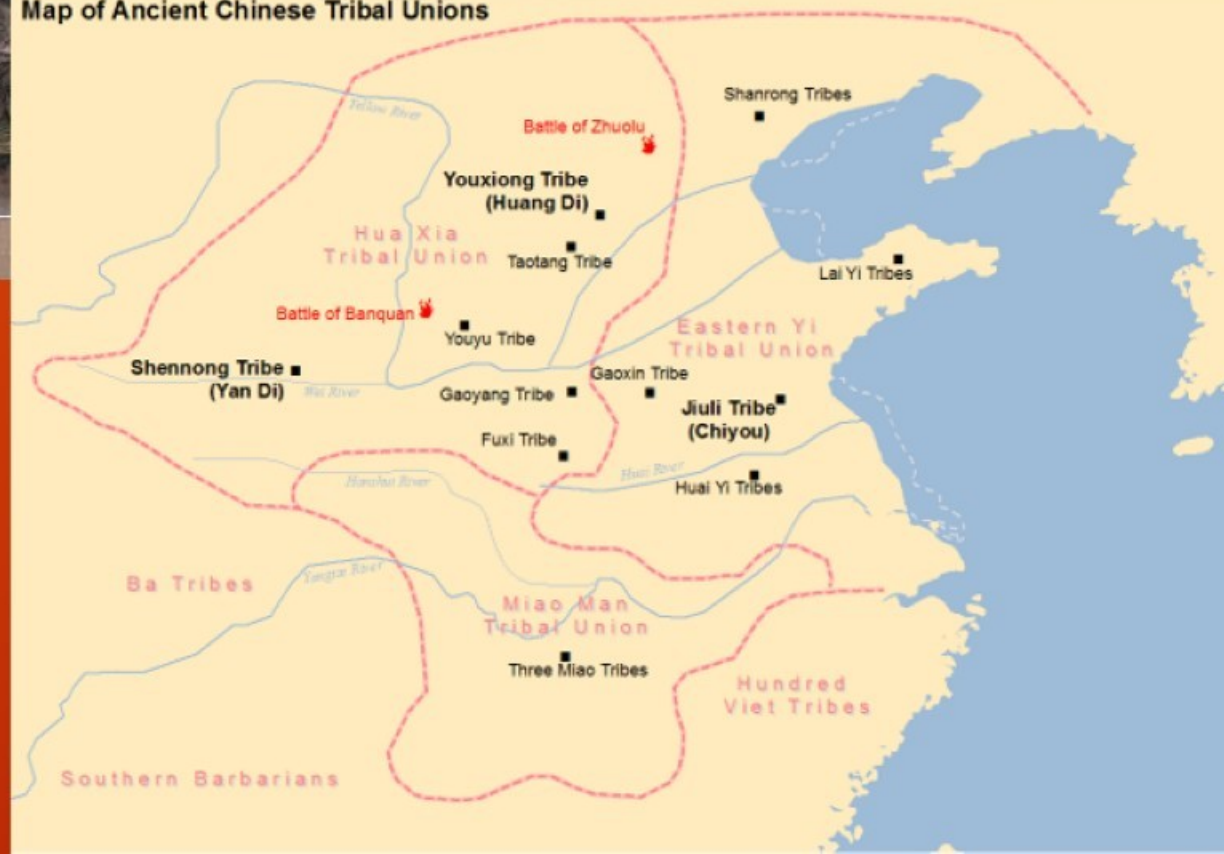 Map of Ancient Chinese Tribal Unions
Yellow River
Shanrong Tribes
Battle of Zhuolu
Youxiong Tribe
(Huang Di)
Hua Xia
Tribal Union
Taotang Tribe
Lai Yi Tribes
Battle of Banquan
Youyu Tribe
Eastern Yi
Tribal Union
Shennong Tribe
(Yan Di)
Wei River
Gaoxin Tribe
Gaoyang Tribe
Jiuli Tribe
(Chiyou)
Fuxi Tribe
Huai River
Huai Yi Tribes
Ba Tribes
Yangze River
Miao Man
Tribal Union
Three Miao Tribes
Hundred
Viet Tribes
Southern Barbarians